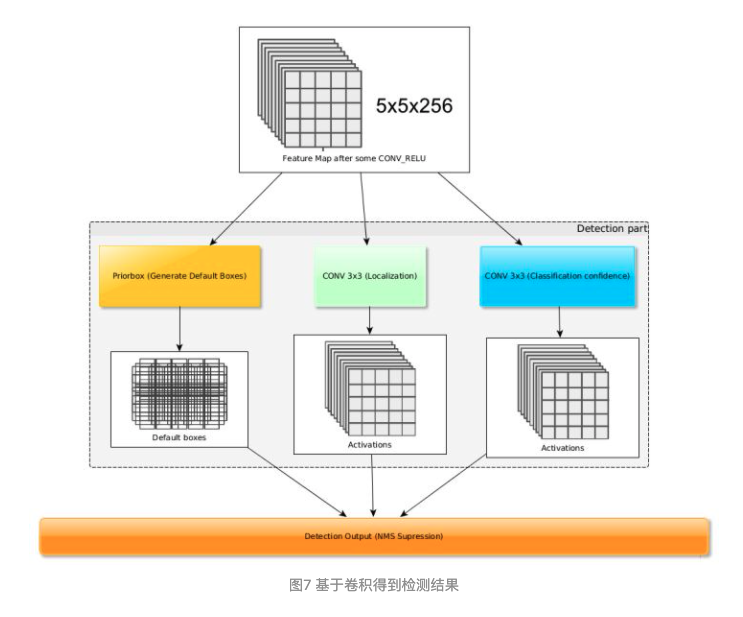 5x5x256
Feature Map after some CONV_RELU
Detection part
Priorbox (Generate Default Boxes)
CONV 3x3 (Localization)
CONV 3x3 (Classification confidence)
Default boxes
Activations
Activations
Detection Output (NMS Supression)
图7 基于卷积得到检测结果